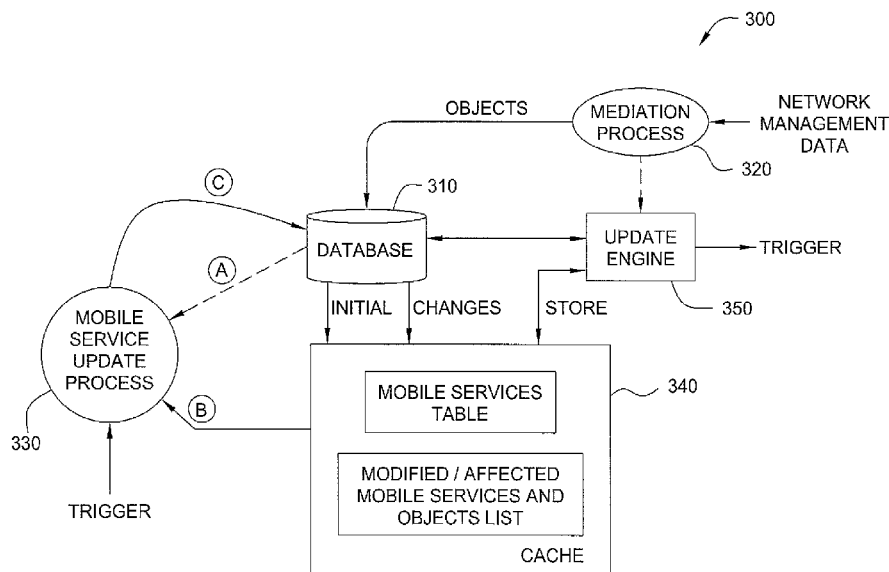 300
OBJECTS
MEDIATION
PROCESS
NETWORK
MANAGEMENT
DATA
320
C
310
DATABASE
UPDATE
ENGINE
TRIGGER
350
A
INITIAL
CHANGES
STORE
MOBILE
SERVICE
UPDATE
PROCESS
330
B
TRIGGER
340
MOBILE SERVICES
TABLE
MODIFIED / AFFECTED
MOBILE SERVICES AND
OBJECTS LIST
CACHE